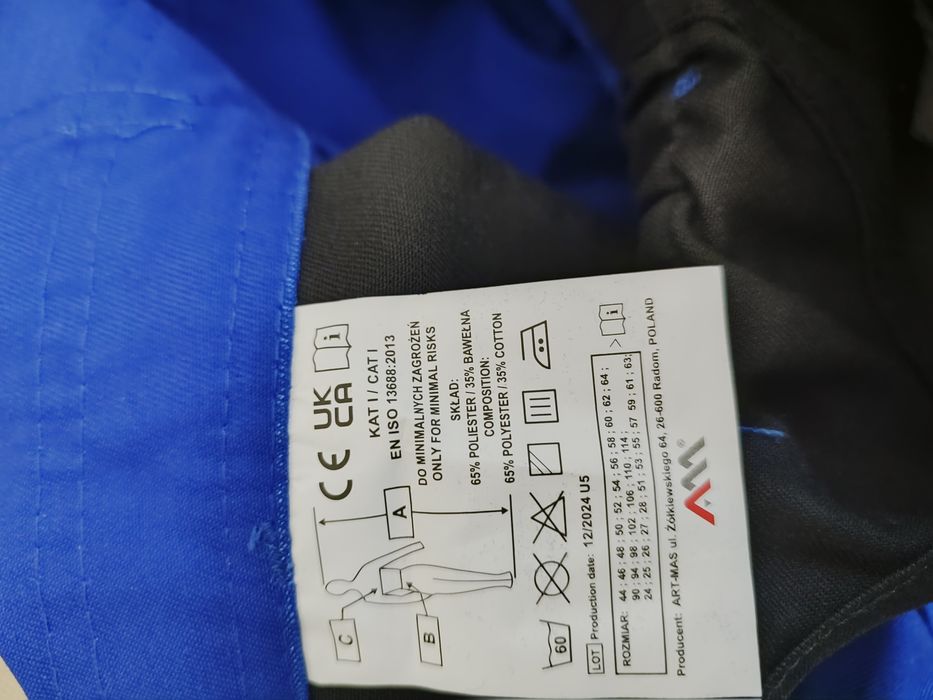 CE UK CA i
KAT I / CAT I
EN ISO 13688:2013
DO MINIMALNYCH ZAGROŻEŃ
ONLY FOR MINIMAL RISKS
SKŁAD:
65% POLIESTER / 35% BAWEŁNA
COMPOSITION:
65% POLYESTER / 35% COTTON
A
C
B
60
LOT Production date: 12/2024 U5
ROZMIAR: 44 ; 46 ; 48 ; 50 ; 52 ; 54 ; 56 ; 58 ; 60 ; 62 ; 64 ;
90 ; 94 ; 98 ; 102 ; 106 ; 110 ; 114 ;
24 ; 25 ; 26 ; 27 ; 28 ; 51 ; 53 ; 55 ; 57 59 ; 61 ; 63;
> i
Producent: ART-MAS ul. Żółkiewskiego 64, 26-600 Radom, POLAND
®